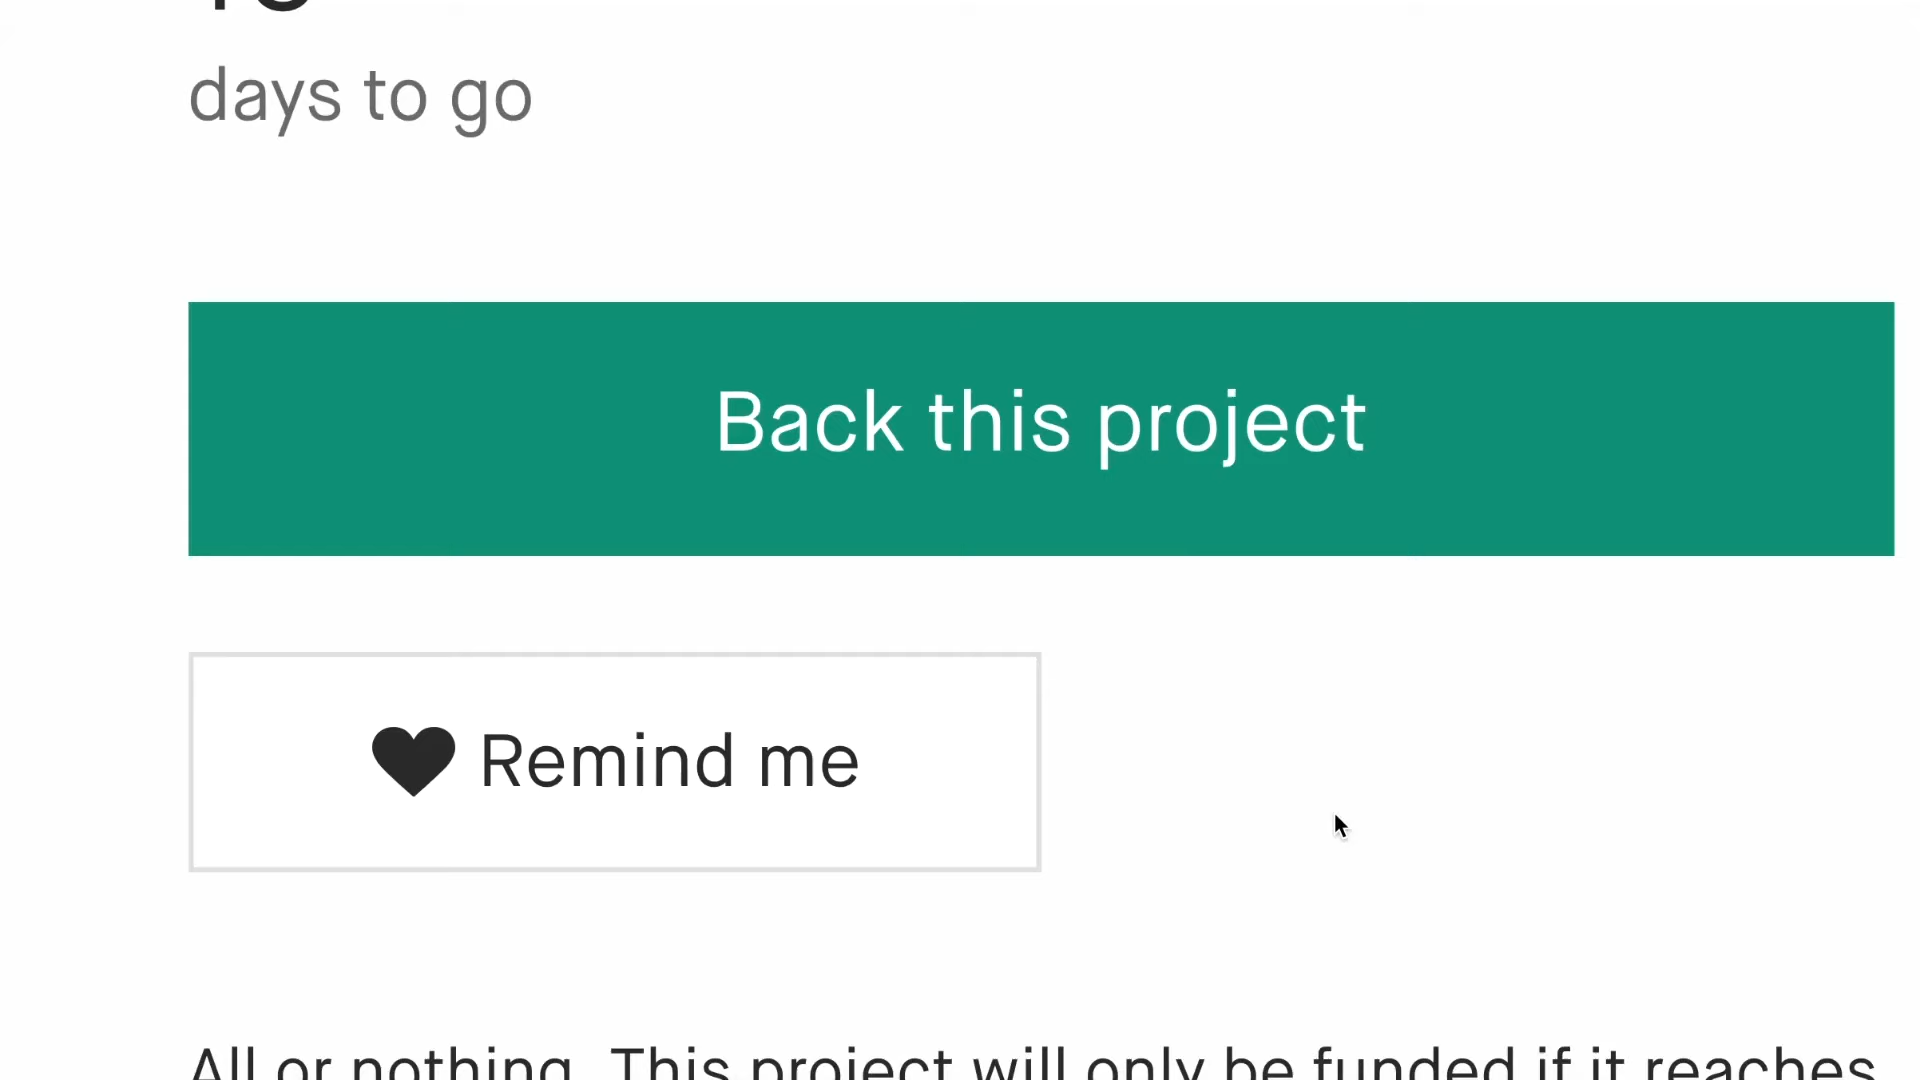 days to go
Back this project
Remind me
All or nothing. This project will only be funded if it reaches